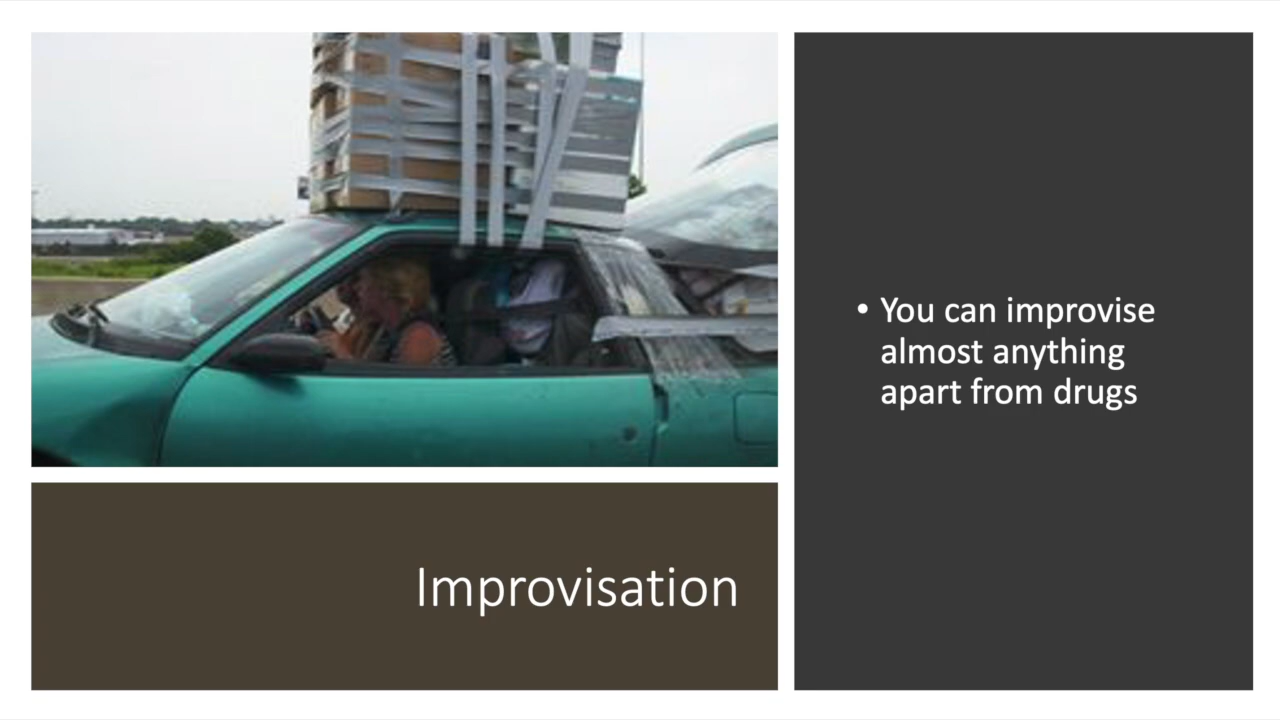 • You can improvise
almost anything
apart from drugs
Improvisation